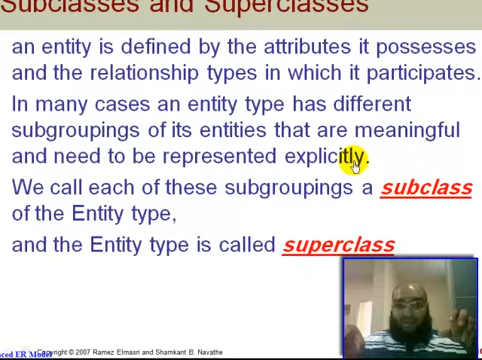 Subclasses and Superclasses
an entity is defined by the attributes it possesses
and the relationship types in which it participates.
In many cases an entity type has different
subgroupings of its entities that are meaningful
and need to be represented explicitly.
We call each of these subgroupings a subclass
of the Entity type,
and the Entity type is called superclass
ER Model
Copyright © 2007 Ramez Elmasri and Shamkant B. Navathe